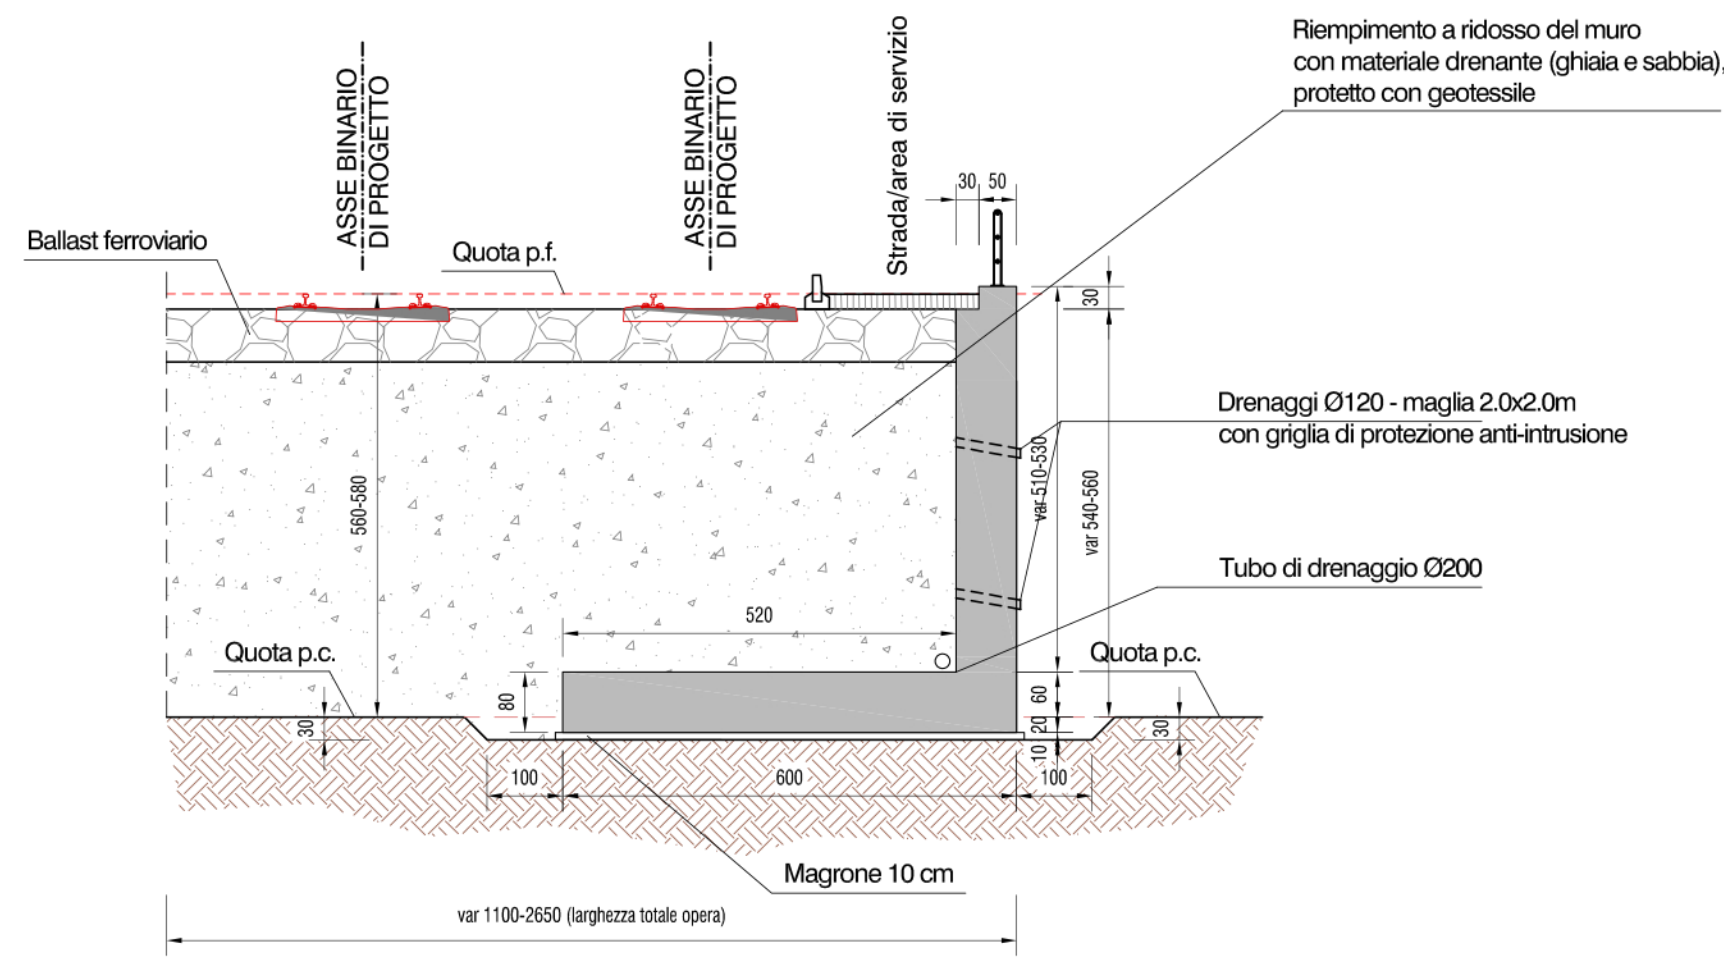 Riempimento a ridosso del muro
con materiale drenante (ghiaia e sabbia),
protetto con geotessile
ASSE BINARIO
DI PROGETTO
ASSE BINARIO
DI PROGETTO
Strada/area di servizio
30
50
Ballast ferroviario
Quota p.f.
30
Drenaggi Ø120 - maglia 2.0x2.0m
con griglia di protezione anti-intrusione
560-580
var 510-530
var 540-560
Tubo di drenaggio Ø200
520
Quota p.c.
Quota p.c.
80
60
30
20
30
10
100
600
100
Magrone 10 cm
var 1100-2650 (larghezza totale opera)